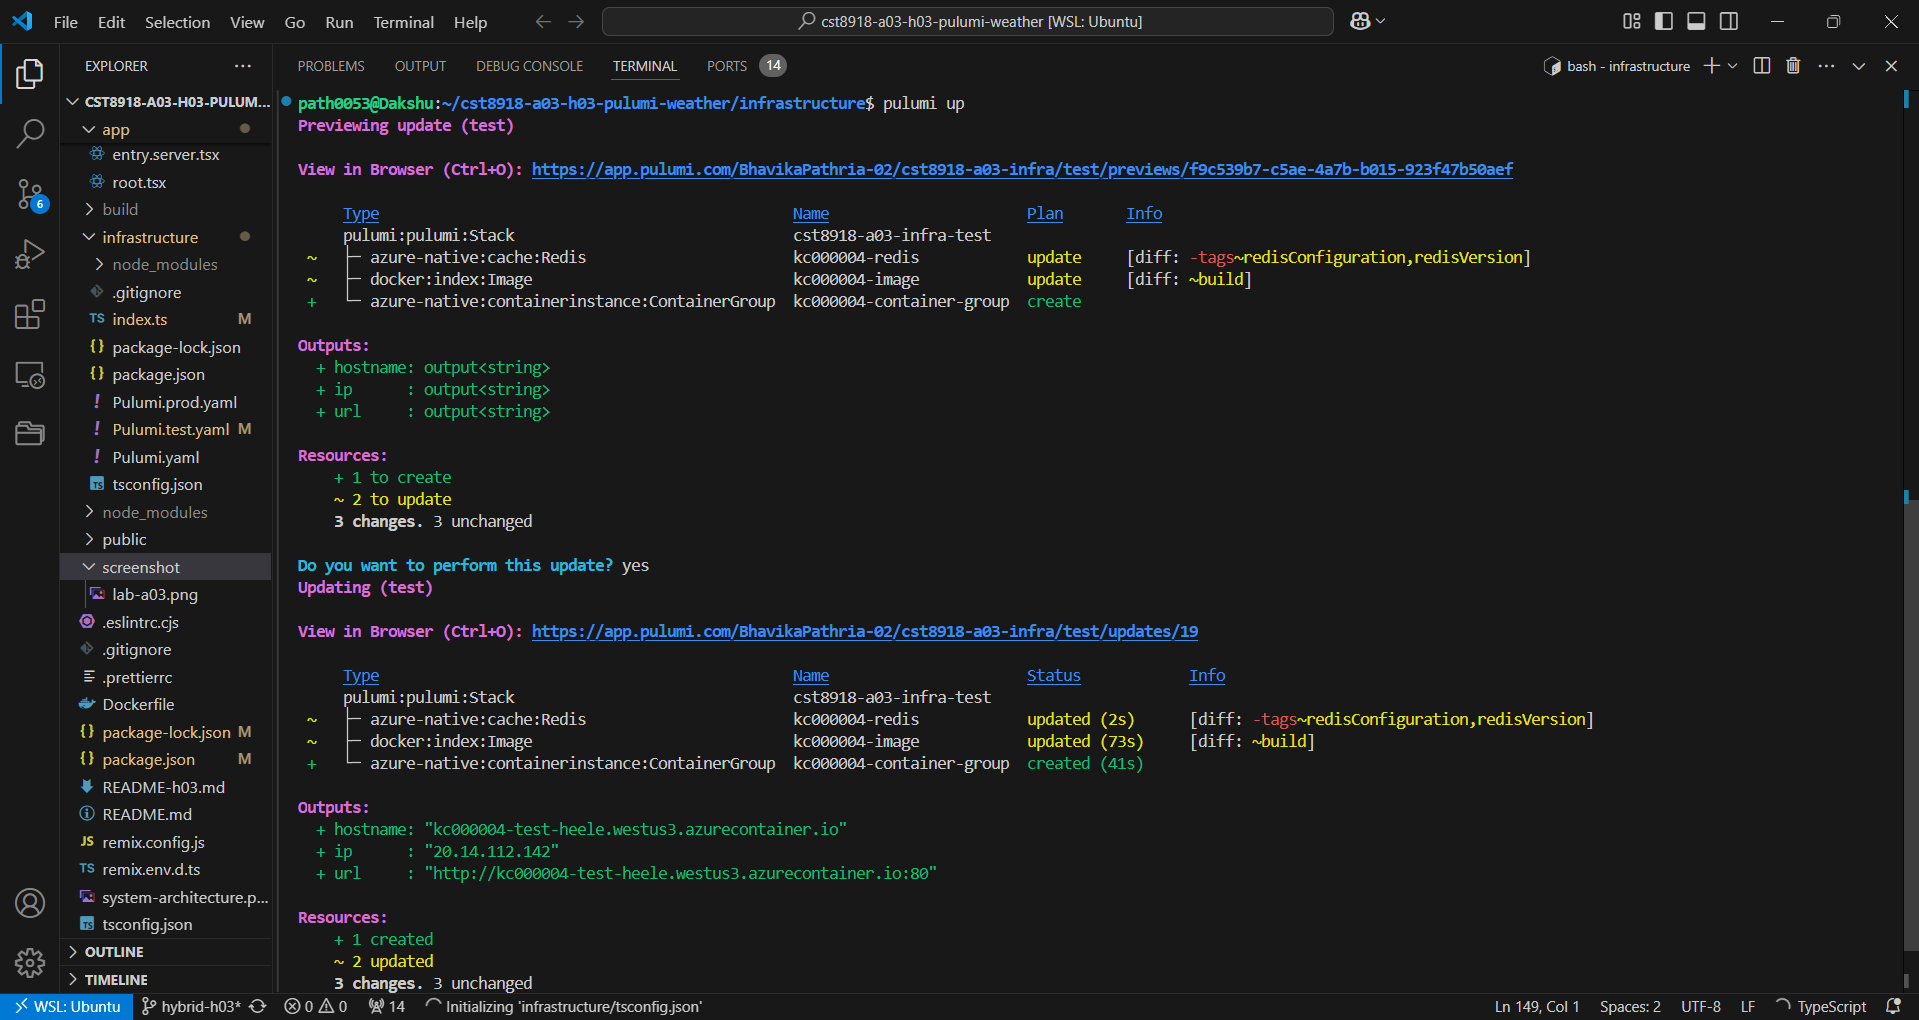 File Edit Selection View Go Run Terminal Help
cst8918-a03-h03-pulumi-weather [WSL: Ubuntu]
EXPLORER
CST8918-A03-H03-PULUM...
app
entry.server.tsx
root.tsx
build
infrastructure
node_modules
.gitignore
TS index.ts M
{} package-lock.json
{} package.json
! Pulumi.prod.yaml
! Pulumi.test.yaml M
! Pulumi.yaml
TS tsconfig.json
node_modules
public
screenshot
lab-a03.png
.eslintrc.cjs
.gitignore
.prettierrc
Dockerfile
{} package-lock.json M
{} package.json M
README-h03.md
README.md
JS remix.config.js
TS remix.env.d.ts
system-architecture.p...
TS tsconfig.json
OUTLINE
TIMELINE
6
PROBLEMS OUTPUT DEBUG CONSOLE TERMINAL PORTS 14
bash - infrastructure
path0053@Dakshu:~/cst8918-a03-h03-pulumi-weather/infrastructure$ pulumi up
Previewing update (test)
View in Browser (Ctrl+O): https://app.pulumi.com/BhavikaPathria-02/cst8918-a03-infra/test/previews/f9c539b7-c5ae-4a7b-b015-923f47b50aef
Type Name Plan Info
pulumi:pulumi:Stack cst8918-a03-infra-test
~ ├─ azure-native:cache:Redis kc000004-redis update [diff: -tags~redisConfiguration,redisVersion]
~ ├─ docker:index:Image kc000004-image update [diff: ~build]
+ └─ azure-native:containerinstance:ContainerGroup kc000004-container-group create
Outputs:
+ hostname: output<string>
+ ip : output<string>
+ url : output<string>
Resources:
+ 1 to create
~ 2 to update
3 changes. 3 unchanged
Do you want to perform this update? yes
Updating (test)
View in Browser (Ctrl+O): https://app.pulumi.com/BhavikaPathria-02/cst8918-a03-infra/test/updates/19
Type Name Status Info
pulumi:pulumi:Stack cst8918-a03-infra-test
~ ├─ azure-native:cache:Redis kc000004-redis updated (2s) [diff: -tags~redisConfiguration,redisVersion]
~ ├─ docker:index:Image kc000004-image updated (73s) [diff: ~build]
+ └─ azure-native:containerinstance:ContainerGroup kc000004-container-group created (41s)
Outputs:
+ hostname: "kc000004-test-heele.westus3.azurecontainer.io"
+ ip : "20.14.112.142"
+ url : "http://kc000004-test-heele.westus3.azurecontainer.io:80"
Resources:
+ 1 created
~ 2 updated
3 changes. 3 unchanged
WSL: Ubuntu hybrid-h03* 0 0 14 Initializing 'infrastructure/tsconfig.json' Ln 149, Col 1 Spaces: 2 UTF-8 LF TypeScript